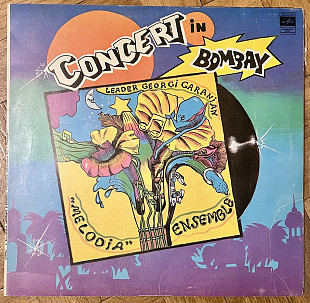 CONCERT in
BOMBAY
LEADER GEORGI GARANIAN
"MELODIA" ENSEMBLE